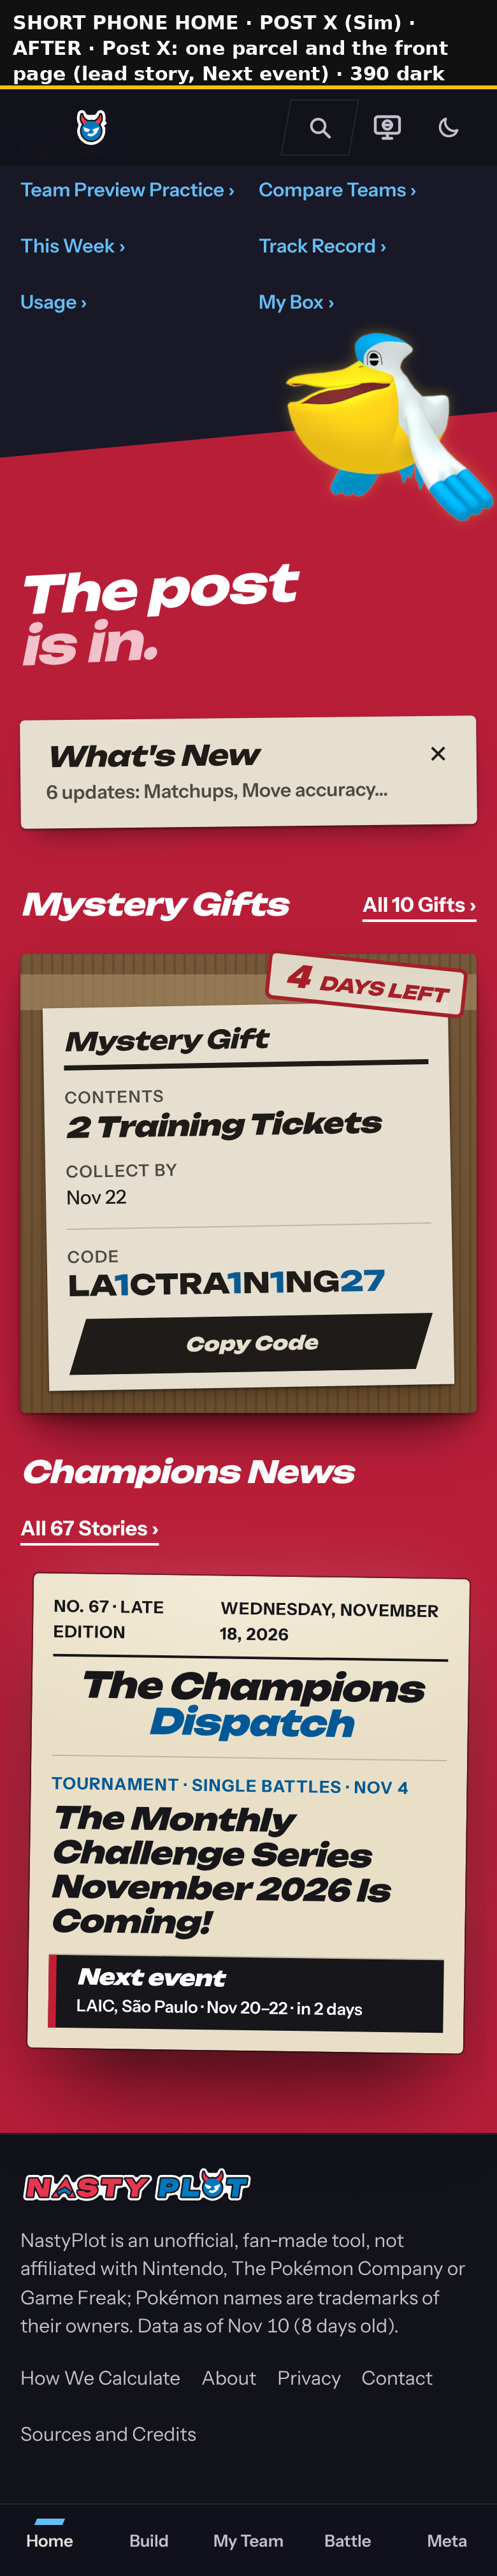 SHORT PHONE HOME · POST X (Sim) ·
AFTER · Post X: one parcel and the front
page (lead story, Next event) · 390 dark
Team Preview Practice › Compare Teams ›
This Week › Track Record ›
Usage › My Box ›
The post
is in.
What's New ✕
6 updates: Matchups, Move accuracy...
Mystery Gifts All 10 Gifts ›
4 DAYS LEFT
Mystery Gift
CONTENTS
2 Training Tickets
COLLECT BY
Nov 22
CODE
LA1CTRA1N1NG27
Copy Code
Champions News
All 67 Stories ›
NO. 67 · LATE EDITION
WEDNESDAY, NOVEMBER 18, 2026
The Champions
Dispatch
TOURNAMENT · SINGLE BATTLES · NOV 4
The Monthly
Challenge Series
November 2026 Is
Coming!
Next event
LAIC, São Paulo · Nov 20–22 · in 2 days
NASTY PLOT
NastyPlot is an unofficial, fan-made tool, not
affiliated with Nintendo, The Pokémon Company or
Game Freak; Pokémon names are trademarks of
their owners. Data as of Nov 10 (8 days old).
How We Calculate About Privacy Contact
Sources and Credits
Home Build My Team Battle Meta